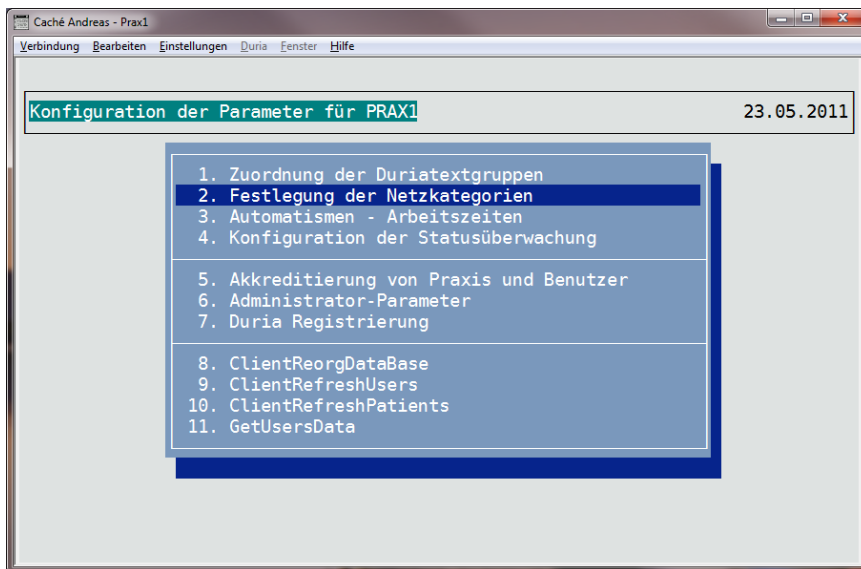 Caché Andreas - Prax1
Verbindung Bearbeiten Einstellungen Duria Fenster Hilfe
Konfiguration der Parameter für PRAX1 23.05.2011
1. Zuordnung der Duriatextgruppen
2. Festlegung der Netzkategorien
3. Automatismen - Arbeitszeiten
4. Konfiguration der Statusüberwachung
5. Akkreditierung von Praxis und Benutzer
6. Administrator-Parameter
7. Duria Registrierung
8. ClientReorgDataBase
9. ClientRefreshUsers
10. ClientRefreshPatients
11. GetUsersData